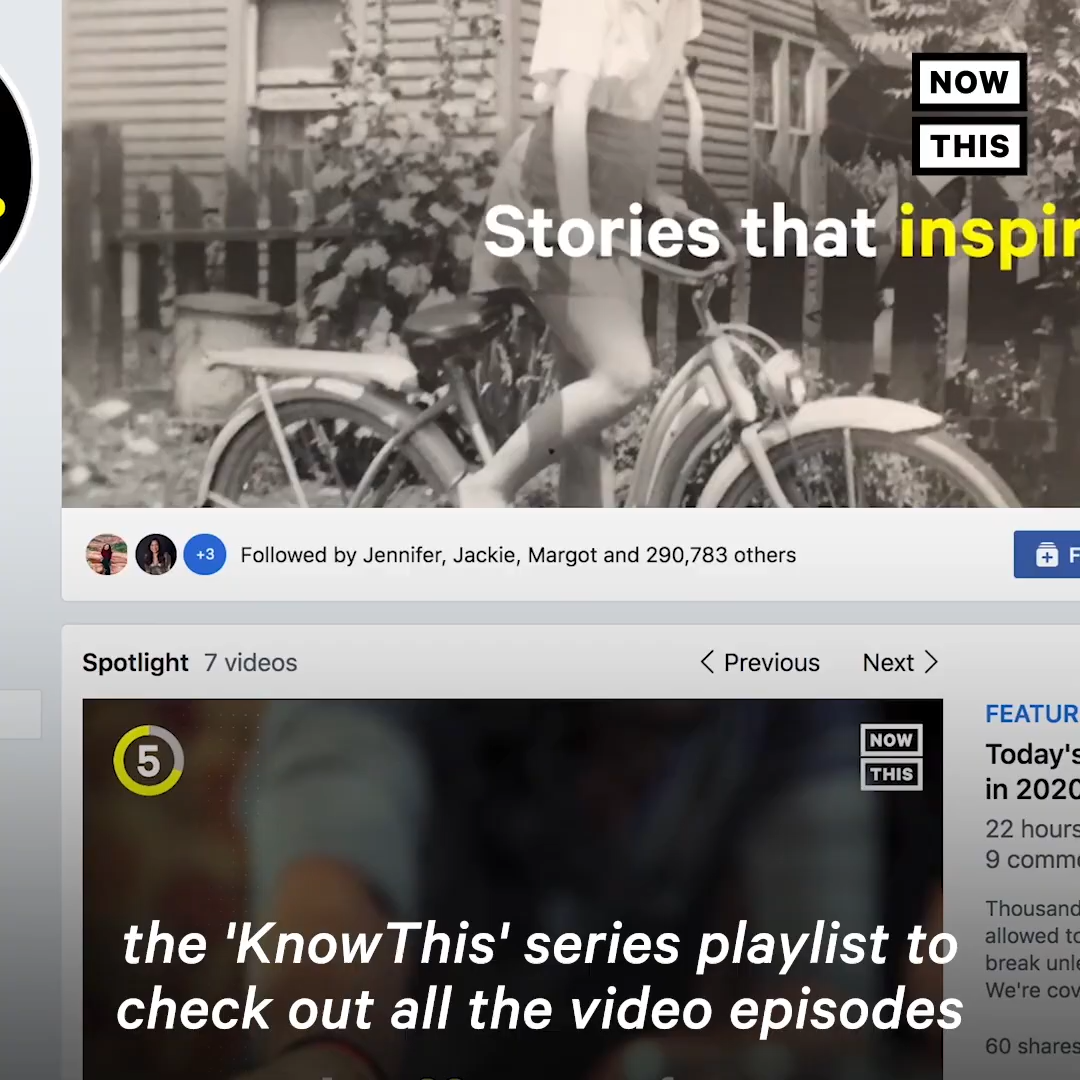 NOW
THIS
Stories that inspir
+3
Followed by Jennifer, Jackie, Margot and 290,783 others
F
Spotlight 7 videos
Previous
Next
5
NOW
THIS
FEATUR
Today's
in 2020
22 hours
9 comme
Thousand
allowed to
break unle
We're cov
60 shares
the 'KnowThis' series playlist to
check out all the video episodes